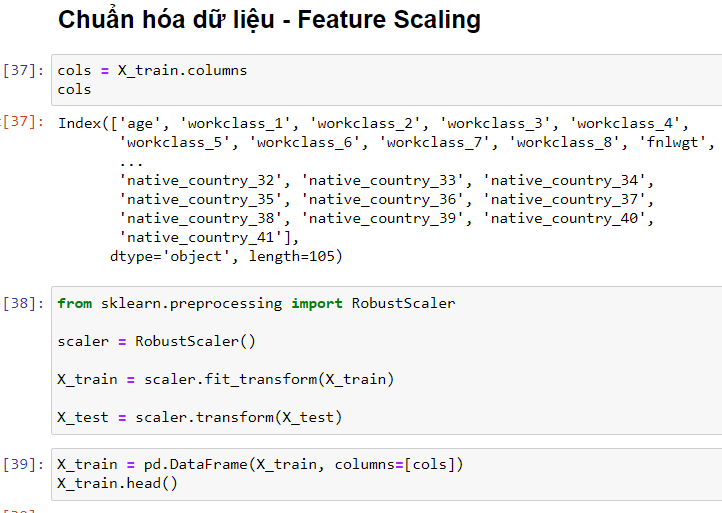 Chuẩn hóa dữ liệu - Feature Scaling
[37]: cols = X_train.columns
cols
[37]: Index(['age', 'workclass_1', 'workclass_2', 'workclass_3', 'workclass_4',
'workclass_5', 'workclass_6', 'workclass_7', 'workclass_8', 'fnlwgt',
...
'native_country_32', 'native_country_33', 'native_country_34',
'native_country_35', 'native_country_36', 'native_country_37',
'native_country_38', 'native_country_39', 'native_country_40',
'native_country_41'],
dtype='object', length=105)
[38]: from sklearn.preprocessing import RobustScaler
scaler = RobustScaler()
X_train = scaler.fit_transform(X_train)
X_test = scaler.transform(X_test)
[39]: X_train = pd.DataFrame(X_train, columns=[cols])
X_train.head()